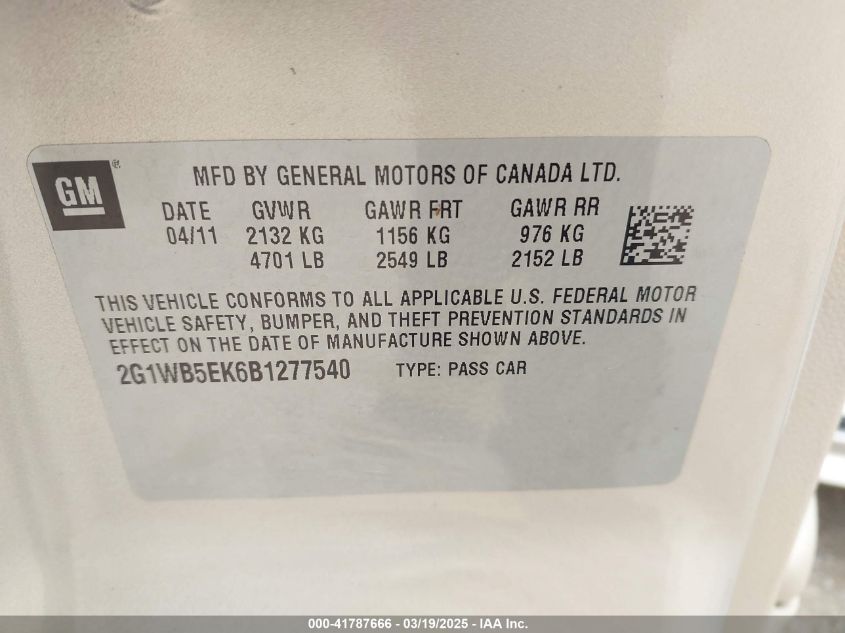 GM®
MFD BY GENERAL MOTORS OF CANADA LTD.
DATE GVWR GAWR FRT GAWR RR
04/11 2132 KG 1156 KG 976 KG
4701 LB 2549 LB 2152 LB
THIS VEHICLE CONFORMS TO ALL APPLICABLE U.S. FEDERAL MOTOR
VEHICLE SAFETY, BUMPER, AND THEFT PREVENTION STANDARDS IN
EFFECT ON THE DATE OF MANUFACTURE SHOWN ABOVE.
2G1WB5EK6B1277540 TYPE: PASS CAR
000-41787666 - 03/19/2025 - IAA Inc.